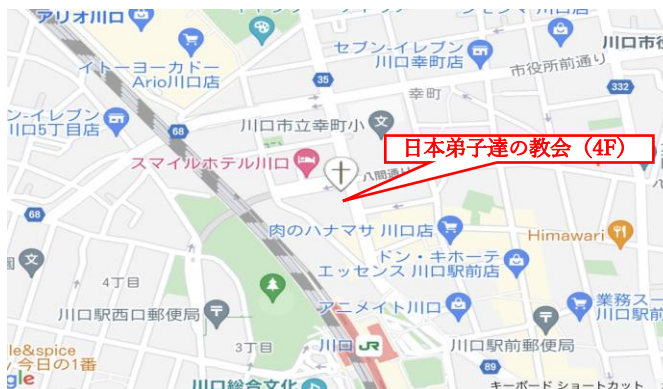 アリオ川口
イトーヨーカドー
Ario川口店
セブン-イレブン
川口幸町店
川口市役
市役所前通り
35
幸町
332
ン-イレブン
川口5丁目店
68
川口市立幸町小
日本弟子達の教会（4F）
スマイルホテル川口
八間通り
68
肉のハナマサ 川口店
Himawari
ドン・キホーテ
エッセンス 川口駅前店
4丁目
アニメイト川口
業務スー
川口駅前
川口駅西口郵便局
3丁目
川口
JR
川口駅前郵便局
le&spice
今日の1番
89
gle
川口総合文化
キーボード ショートカット